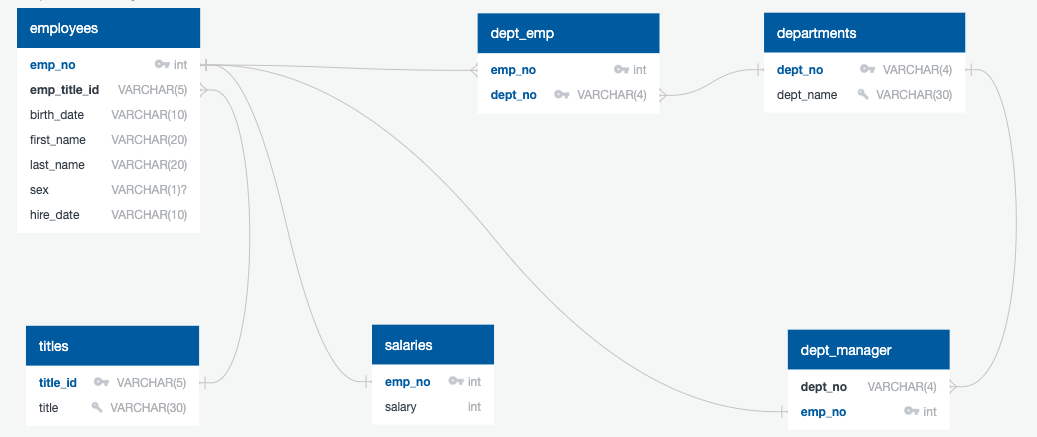 employees
emp_no int
emp_title_id VARCHAR(5)
birth_date VARCHAR(10)
first_name VARCHAR(20)
last_name VARCHAR(20)
sex VARCHAR(1)?
hire_date VARCHAR(10)
dept_emp
emp_no int
dept_no VARCHAR(4)
departments
dept_no VARCHAR(4)
dept_name VARCHAR(30)
titles
title_id VARCHAR(5)
title VARCHAR(30)
salaries
emp_no int
salary int
dept_manager
dept_no VARCHAR(4)
emp_no int